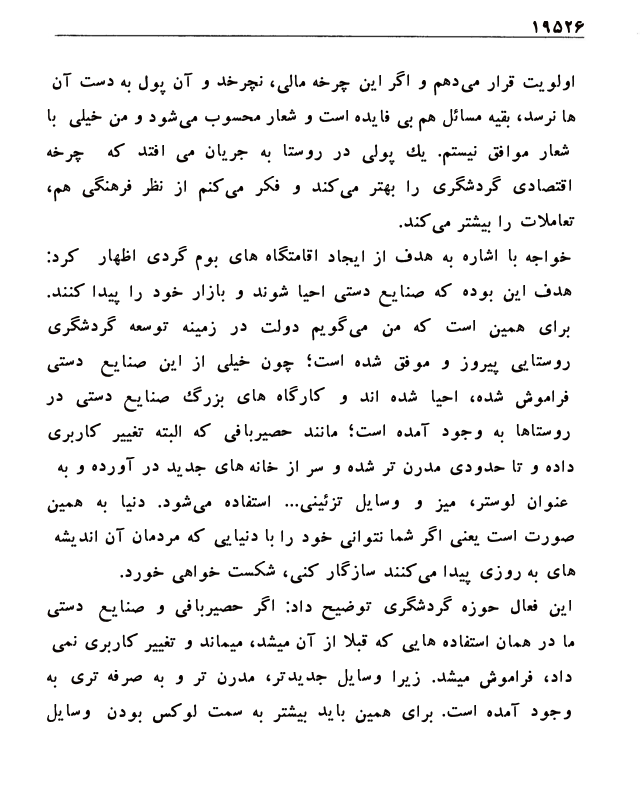 ۱۹۵۲۶
اولویت قرار می‌دهم و اگر این چرخه مالی، نچرخد و آن پول به دست آن
ها نرسد، بقیه مسائل هم بی فایده است و شعار محسوب می‌شود و من خیلی با
شعار موافق نیستم. یك پولی در روستا به جریان می افتد که چرخه
اقتصادی گردشگری را بهتر می‌کند و فکر می‌کنم از نظر فرهنگی هم،
تعاملات را بیشتر می‌کند.
خواجه با اشاره به هدف از ایجاد اقامتگاه های بوم گردی اظهار کرد:
هدف این بوده که صنایع دستی احیا شوند و بازار خود را پیدا کنند.
برای همین است که من می‌گویم دولت در زمینه توسعه گردشگری
روستایی پیروز و موفق شده است؛ چون خیلی از این صنایع دستی
فراموش شده، احیا شده اند و کارگاه های بزرگ صنایع دستی در
روستاها به وجود آمده است؛ مانند حصیربافی که البته تغییر کاربری
داده و تا حدودی مدرن تر شده و سر از خانه های جدید در آورده و به
عنوان لوستر، میز و وسایل تزئینی... استفاده می‌شود. دنیا به همین
صورت است یعنی اگر شما نتوانی خود را با دنیایی که مردمان آن اندیشه
های به روزی پیدا می‌کنند سازگار کنی، شکست خواهی خورد.
این فعال حوزه گردشگری توضیح داد: اگر حصیربافی و صنایع دستی
ما در همان استفاده هایی که قبلا از آن میشد، میماند و تغییر کاربری نمی
داد، فراموش میشد. زیرا وسایل جدیدتر، مدرن تر و به صرفه تری به
وجود آمده است. برای همین باید بیشتر به سمت لوکس بودن وسایل